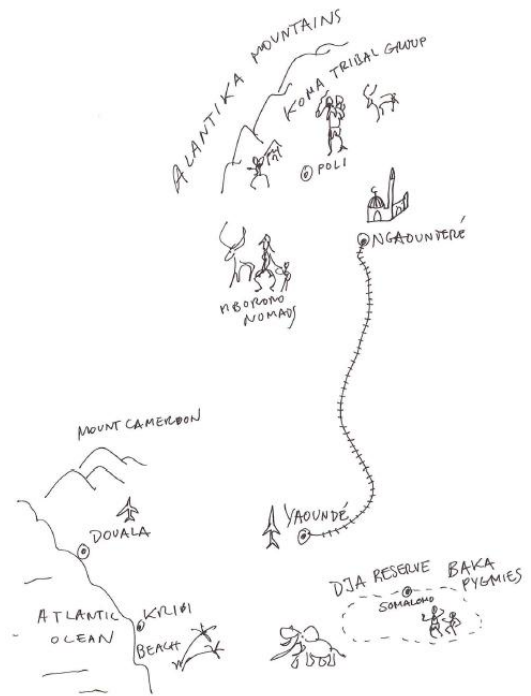 ALANTIKA MOUNTAINS
KOMA TRIBAL GROUP
POLI
NGAOUNDERÉ
MBORORO
NOMADS
MOUNT CAMEROON
DOUALA
YAOUNDÉ
DJA RESERVE
BAKA
PYGMIES
SOMALOMO
ATLANTIC
OCEAN
KRIBI
BEACH